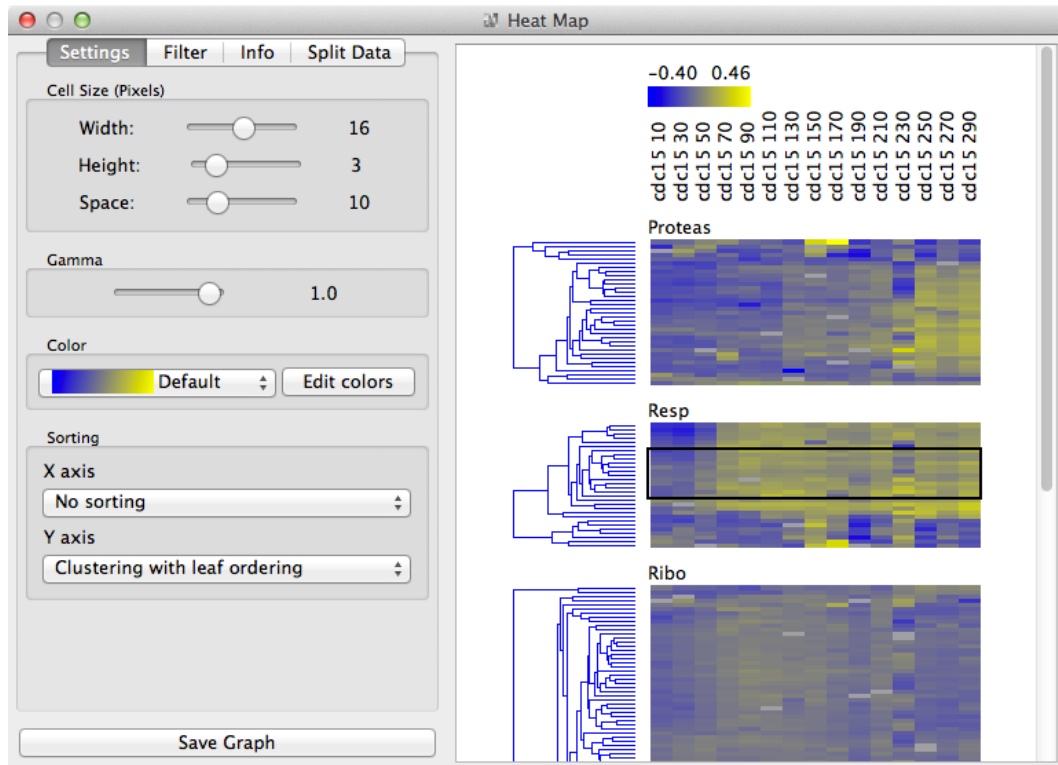 Heat Map
Settings Filter Info Split Data
Cell Size (Pixels)
Width: 16
Height: 3
Space: 10
Gamma
1.0
Color
Default Edit colors
Sorting
X axis
No sorting
Y axis
Clustering with leaf ordering
Save Graph
−0.40 0.46
cdc15 10
cdc15 30
cdc15 50
cdc15 70
cdc15 90
cdc15 110
cdc15 130
cdc15 150
cdc15 170
cdc15 190
cdc15 210
cdc15 230
cdc15 250
cdc15 270
cdc15 290
Proteas
Resp
Ribo